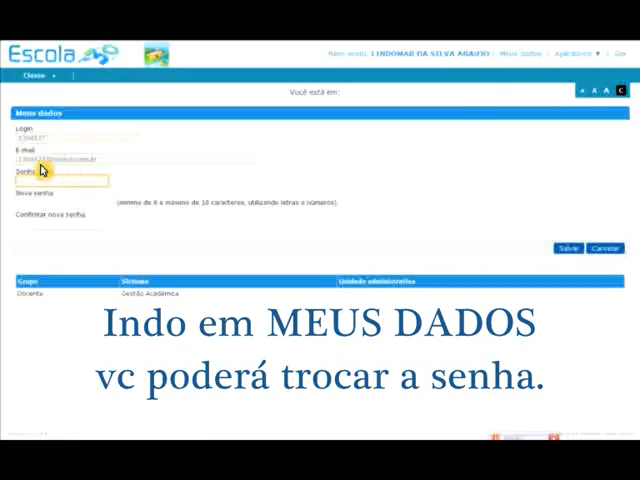 Escola
LINDOMAR DA SILVA ARAUJO | Meus dados | Aplicativos ▼ | Sair
Classe
Você está em:
A A A C
Meus dados
Login
E-mail
Senha
Nova senha
(mínimo de 6 a máximo de 10 caracteres, utilizando letras e números).
Confirmar nova senha
Salvar Cancelar
Grupo Sistema Unidade administrativa
Docente Gestão Acadêmica
Indo em MEUS DADOS
vc poderá trocar a senha.